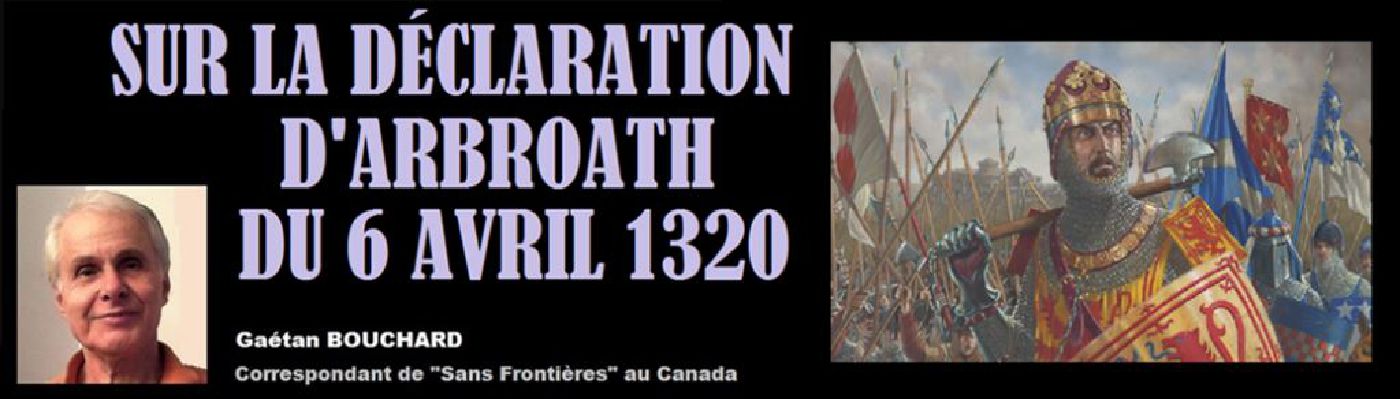 SUR LA DÉCLARATION
D'ARBROATH
DU 6 AVRIL 1320
Gaétan BOUCHARD
Correspondant de "Sans Frontières" au Canada